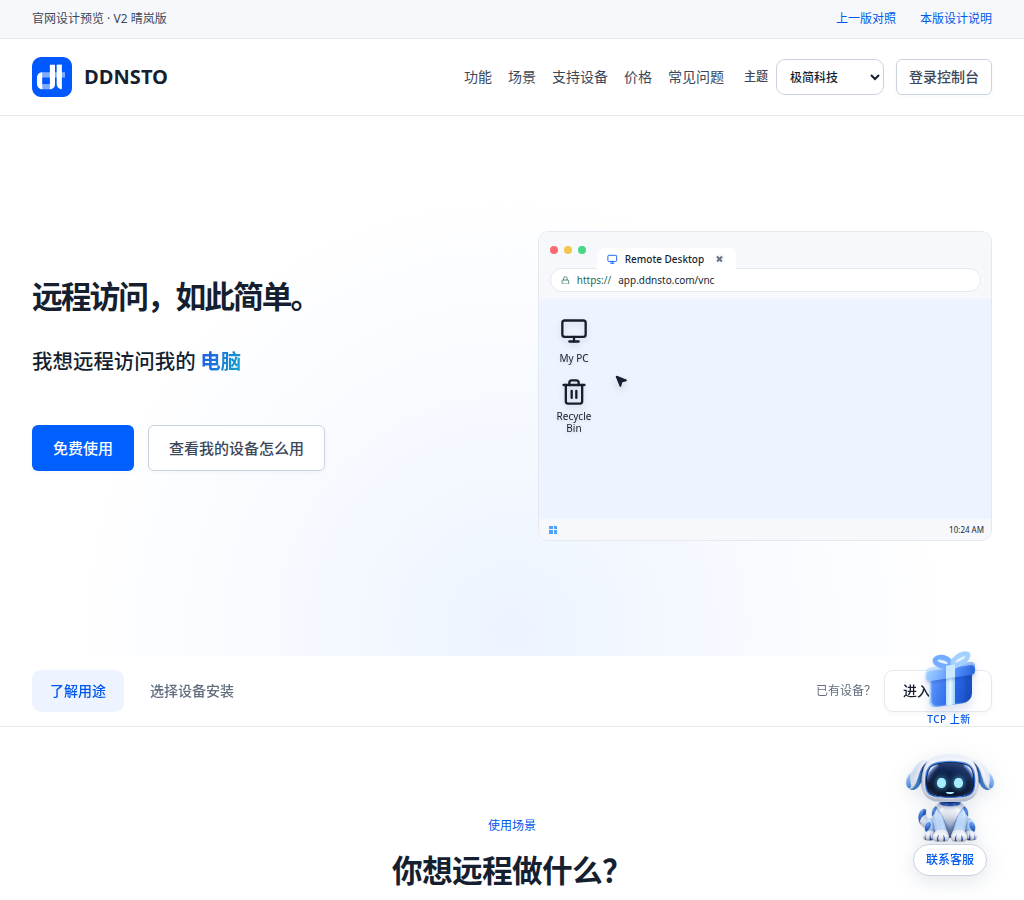 官网设计预览 · V2 晴岚版
上一版对照
本版设计说明
DDNSTO
功能
场景
支持设备
价格
常见问题
主题
极简科技
登录控制台
远程访问，如此简单。
我想远程访问我的 电脑
免费使用
查看我的设备怎么用
Remote Desktop
https:// app.ddnsto.com/vnc
My PC
Recycle
Bin
10:24 AM
了解用途
选择设备安装
已有设备？
进入
TCP 上新
使用场景
你想远程做什么？
联系客服